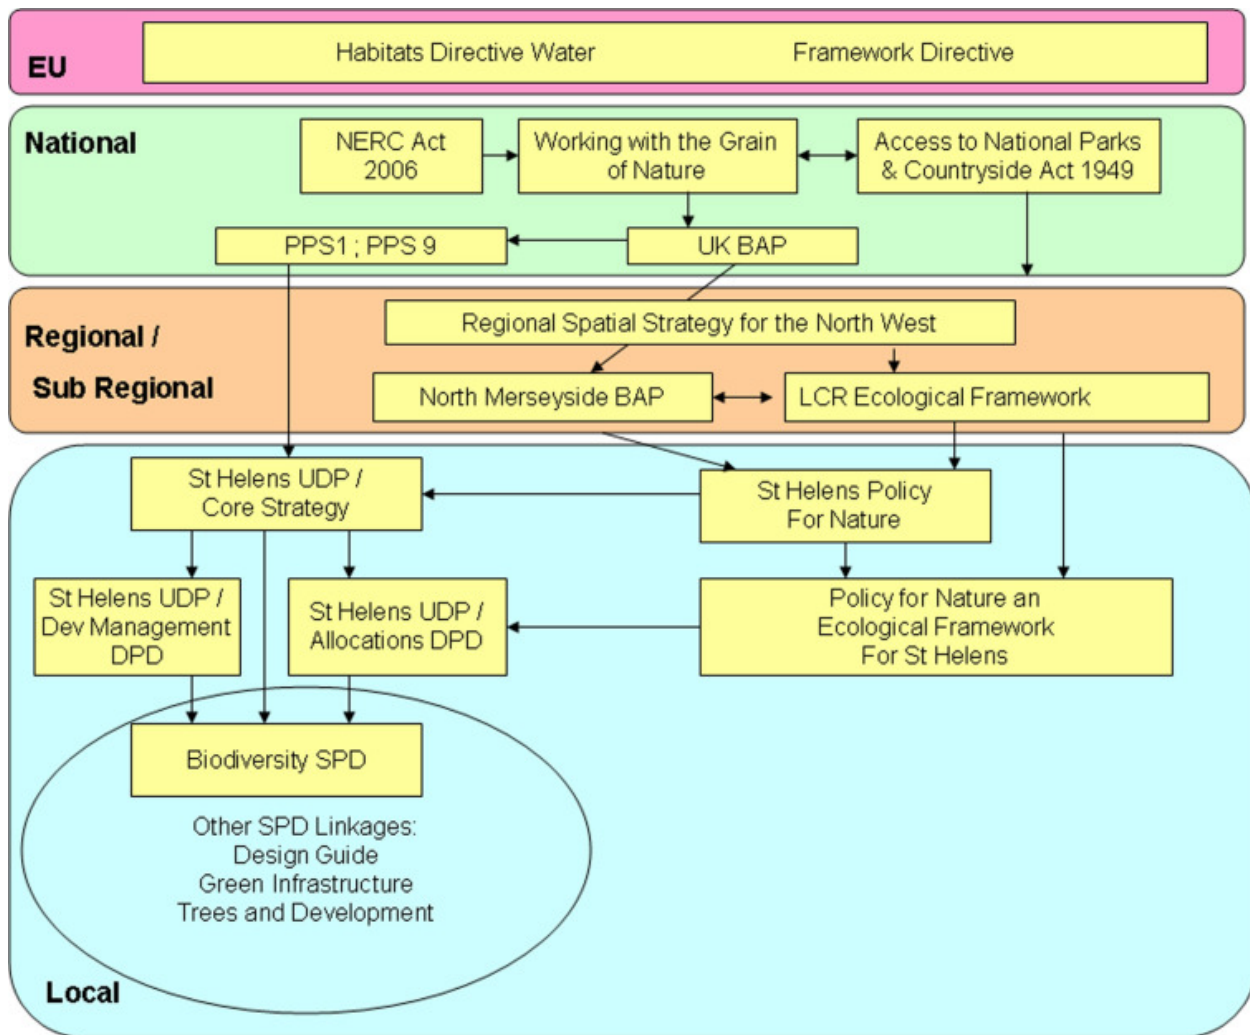 Habitats Directive Water Framework Directive
EU
National
NERC Act
2006
Working with the Grain
of Nature
Access to National Parks
& Countryside Act 1949
PPS1 ; PPS 9
UK BAP
Regional Spatial Strategy for the North West
Regional /
Sub Regional
North Merseyside BAP
LCR Ecological Framework
St Helens UDP /
Core Strategy
St Helens Policy
For Nature
St Helens UDP /
Dev Management
DPD
St Helens UDP /
Allocations DPD
Policy for Nature an
Ecological Framework
For St Helens
Biodiversity SPD
Other SPD Linkages:
Design Guide
Green Infrastructure
Trees and Development
Local